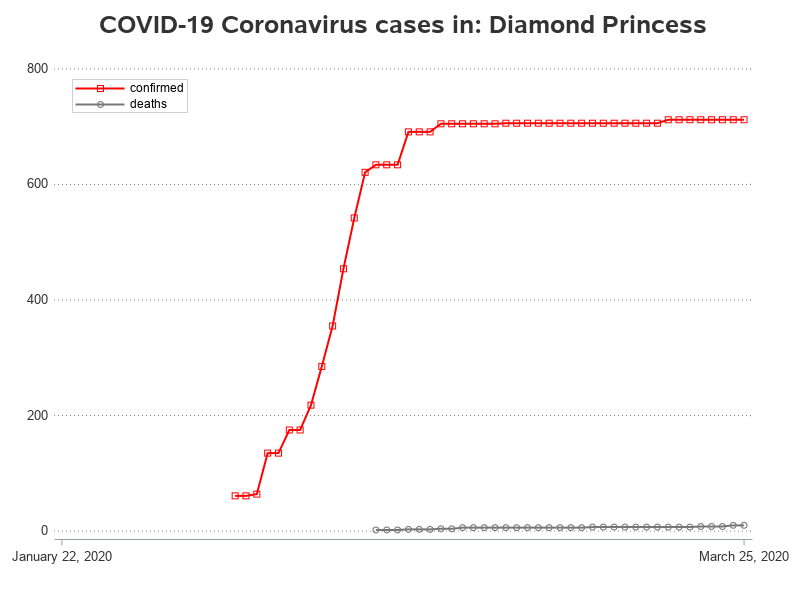 COVID-19 Coronavirus cases in: Diamond Princess
800
confirmed
deaths
600
400
200
0
January 22, 2020
March 25, 2020